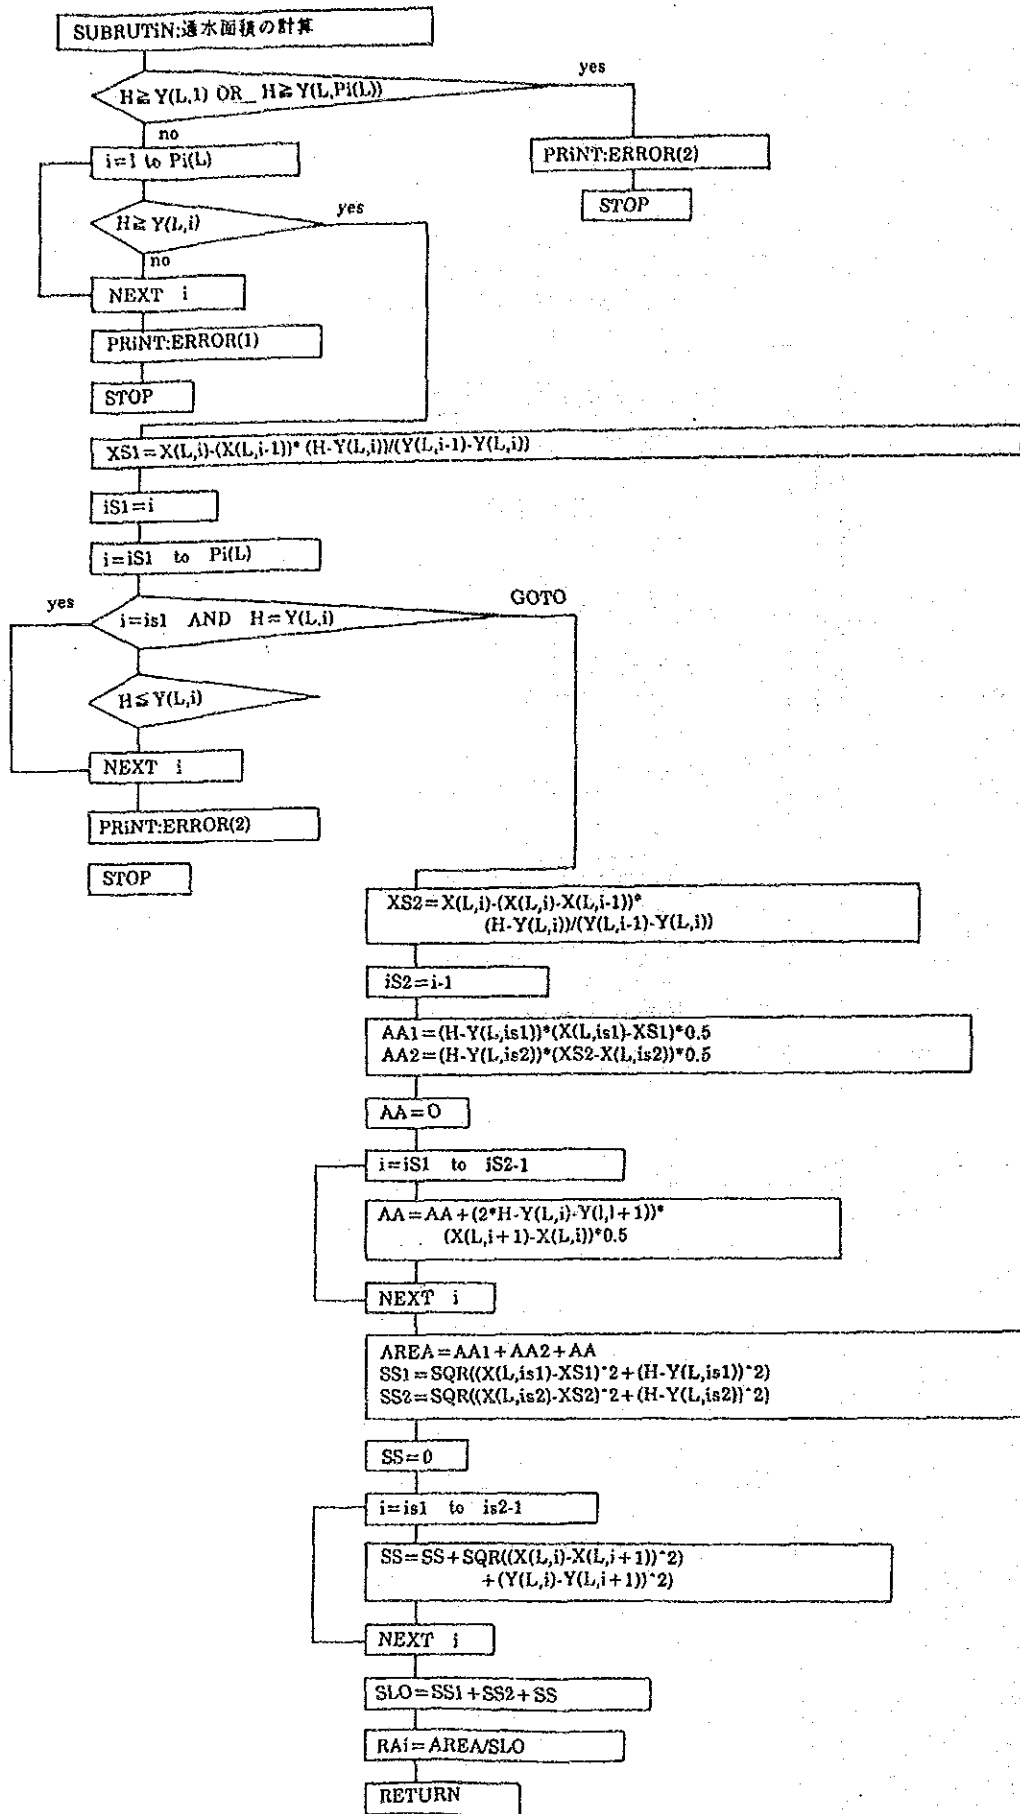 SUBRUTiN:通水面積の計算
H≧Y(L,1) OR_ H≧Y(L,Pi(L))
yes
no
i=1 to Pi(L)
PRiNT:ERROR(2)
STOP
H≧Y(L,i)
yes
no
NEXT i
PRiNT:ERROR(1)
STOP
XS1=X(L,i)-(X(L,i-1))* (H-Y(L,i))/(Y(L,i-1)-Y(L,i))
iS1=i
i=iS1 to Pi(L)
yes
i=is1 AND H=Y(L,i)
GOTO
H≦Y(L,i)
NEXT i
PRiNT:ERROR(2)
STOP
XS2=X(L,i)-(X(L,i)-X(L,i-1))*
(H-Y(L,i))/(Y(L,i-1)-Y(L,i))
iS2=i-1
AA1=(H-Y(L,is1))*(X(L,is1)-XS1)*0.5
AA2=(H-Y(L,is2))*(XS2-X(L,is2))*0.5
AA=O
i=iS1 to iS2-1
AA=AA+(2*H-Y(L,i)-Y(l,l+1))*
(X(L,i+1)-X(L,i))*0.5
NEXT i
AREA=AA1+AA2+AA
SS1=SQR((X(L,is1)-XS1)^2+(H-Y(L,is1))^2)
SS2=SQR((X(L,is2)-XS2)^2+(H-Y(L,is2))^2)
SS=0
i=is1 to is2-1
SS=SS+SQR((X(L,i)-X(L,i+1))^2)
+(Y(L,i)-Y(L,i+1))^2)
NEXT i
SLO=SS1+SS2+SS
RAi=AREA/SLO
RETURN